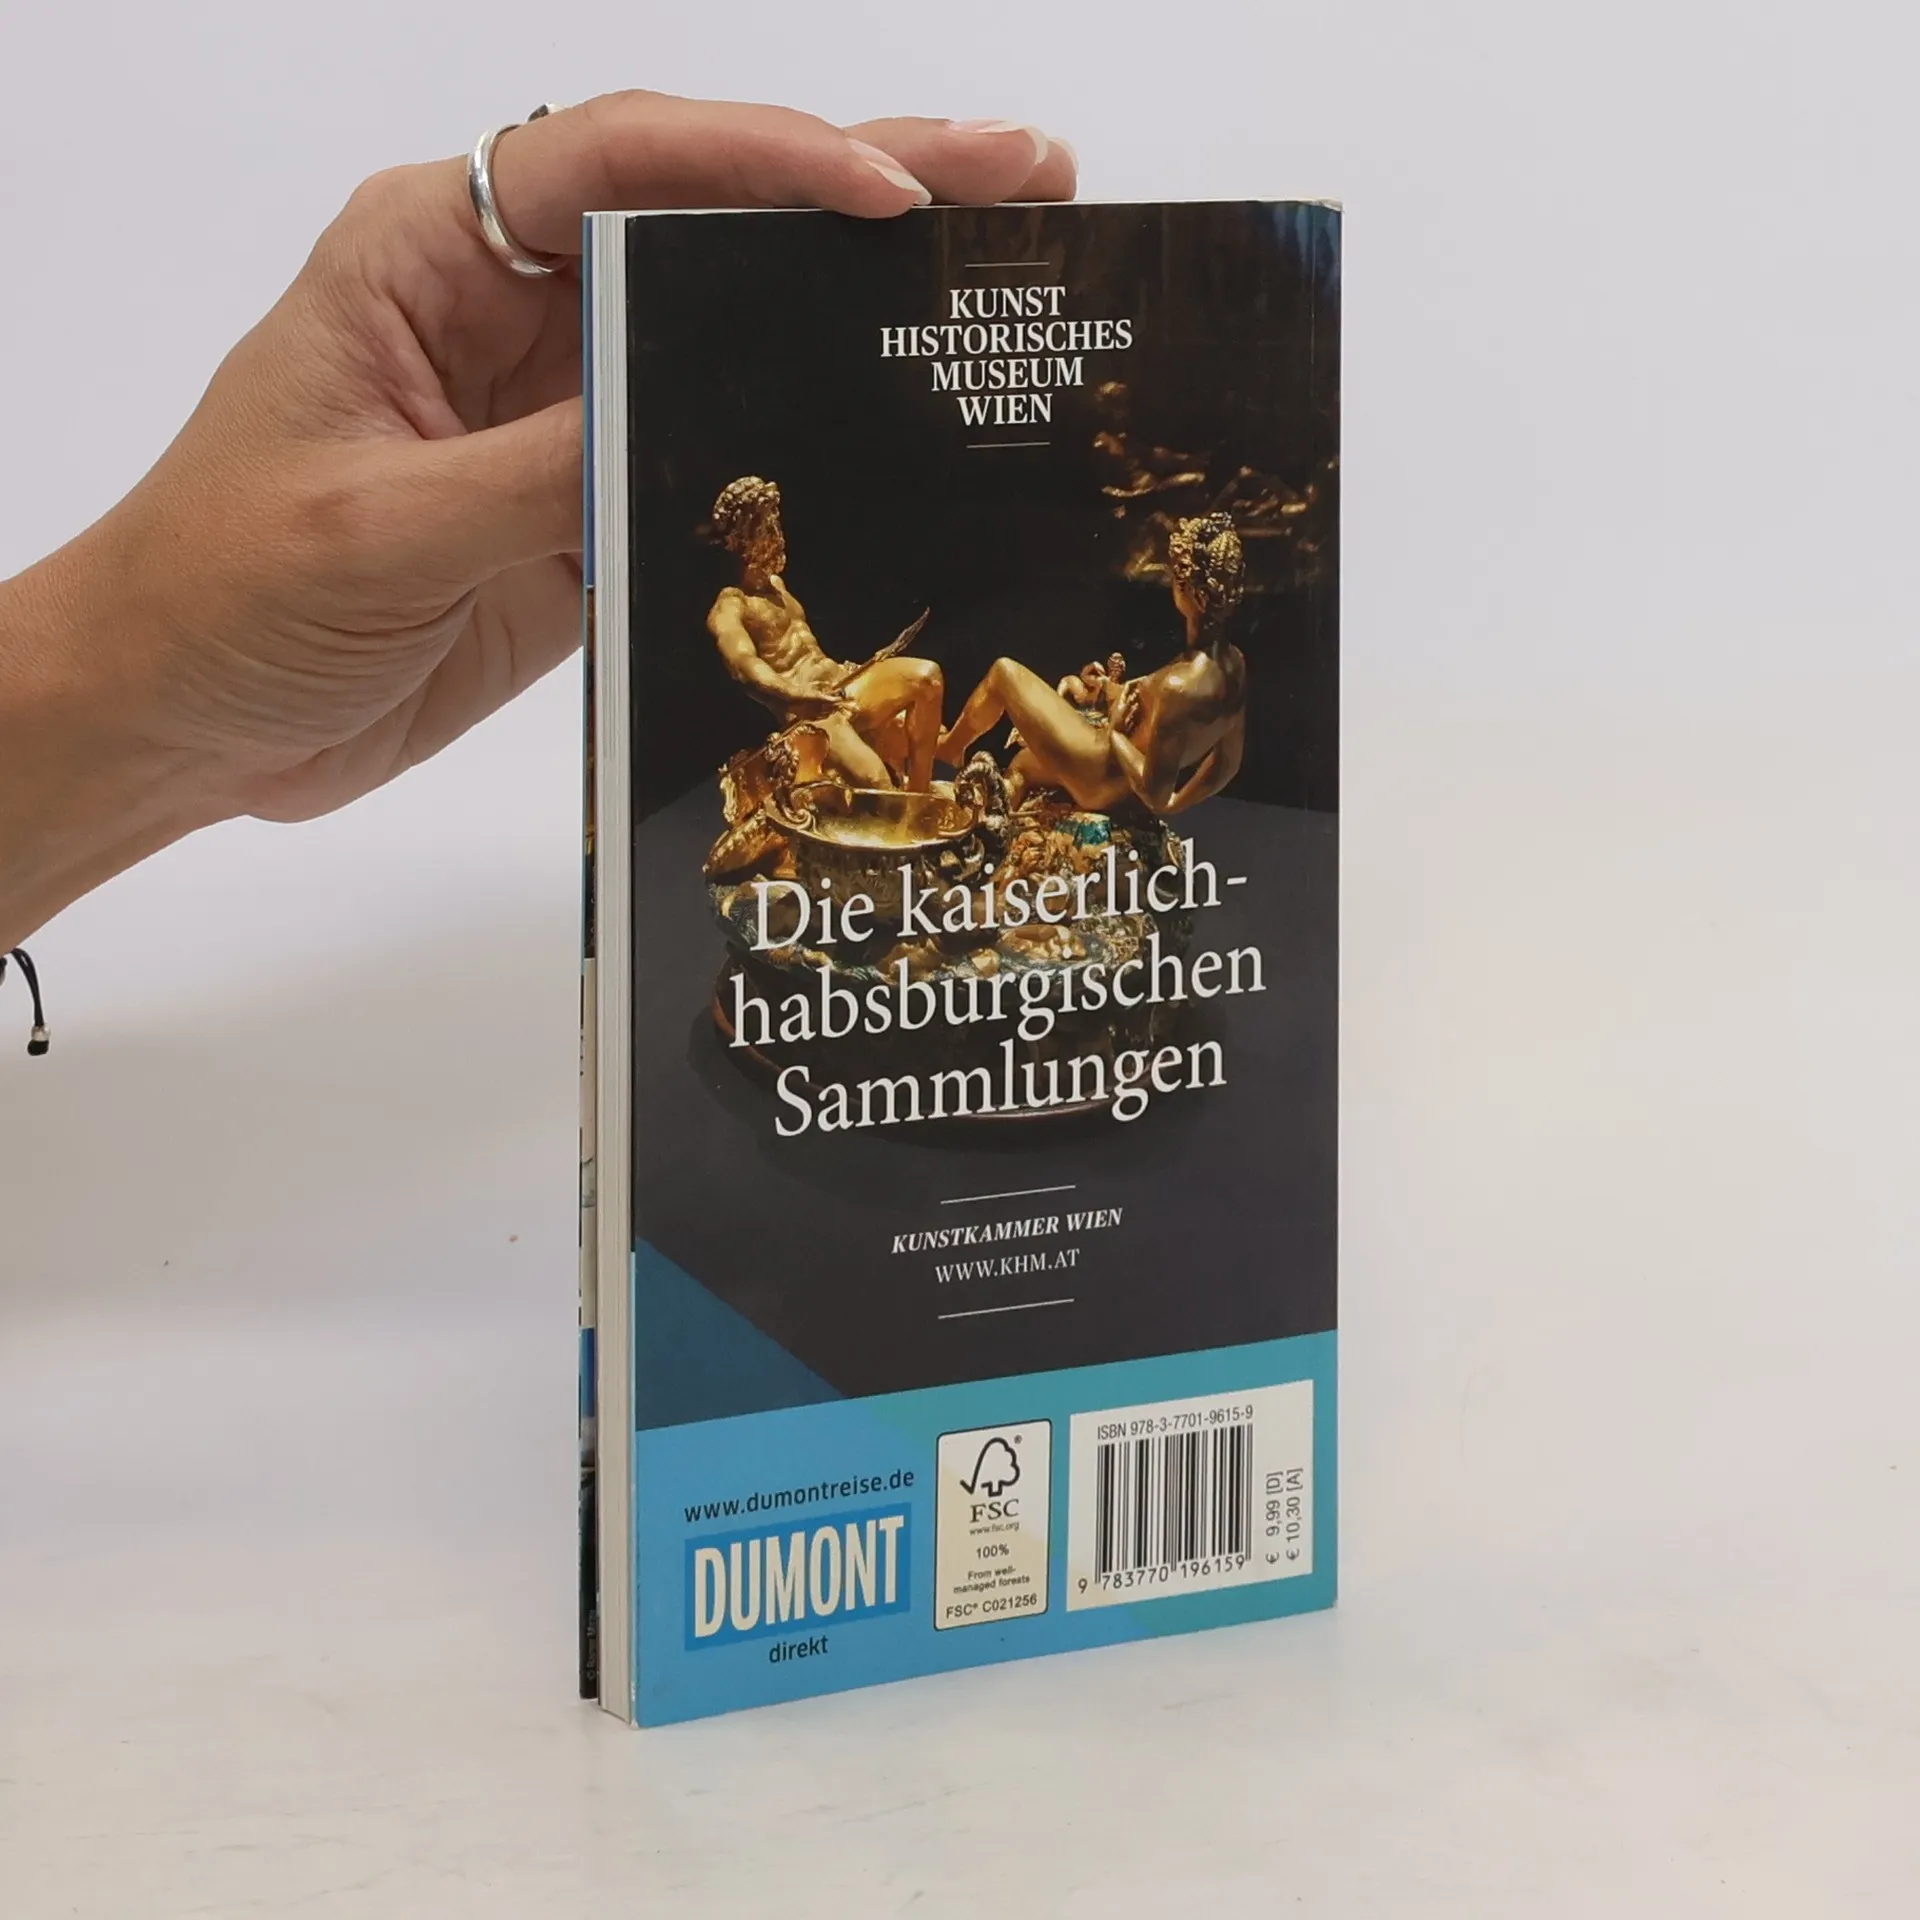 KUNST
HISTORISCHES
MUSEUM
WIEN
Die kaiserlich-
habsburgischen
Sammlungen
KUNSTKAMMER WIEN
WWW.KHM.AT
www.dumontreise.de
DUMONT
direkt
®
FSC
www.fsc.org
100%
From well-
managed forests
FSC® C021256
ISBN 978-3-7701-9615-9
9 783770 196159
€ 9,99 [D]
€ 10,30 [A]